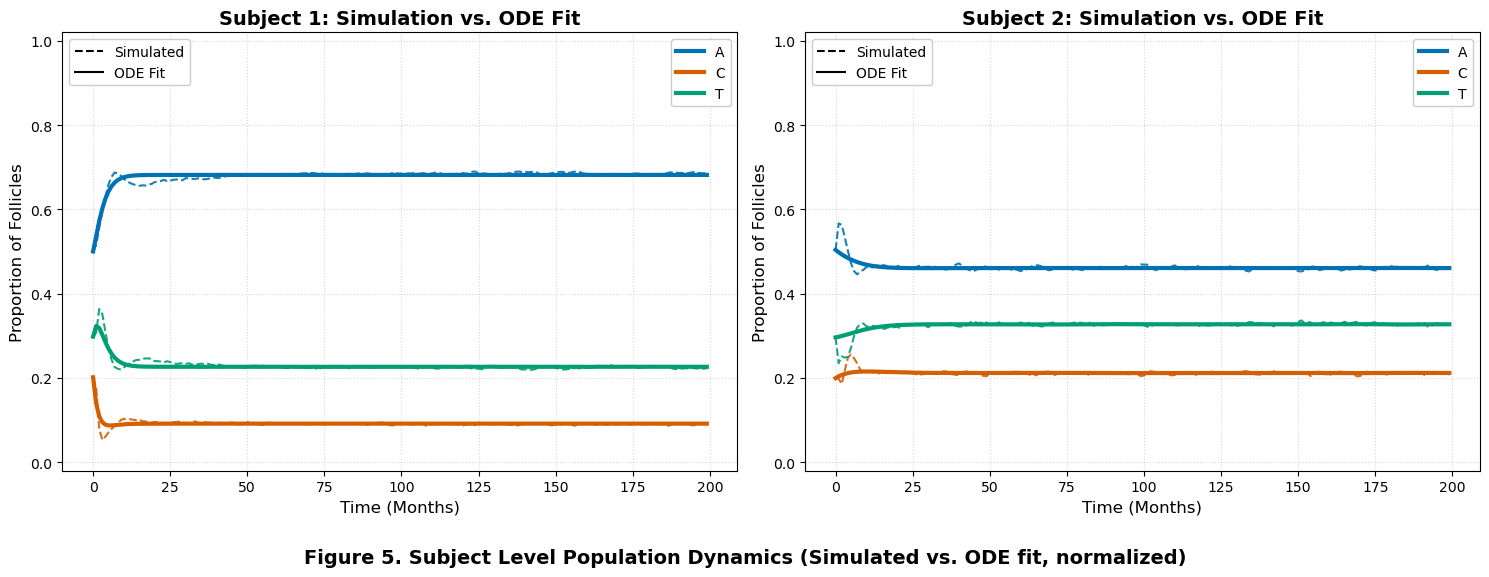 Subject 1: Simulation vs. ODE Fit
Simulated
ODE Fit
A
C
T
1.0
0.8
0.6
0.4
0.2
0.0
Proportion of Follicles
0 25 50 75 100 125 150 175 200
Time (Months)
Subject 2: Simulation vs. ODE Fit
Simulated
ODE Fit
A
C
T
1.0
0.8
0.6
0.4
0.2
0.0
Proportion of Follicles
0 25 50 75 100 125 150 175 200
Time (Months)
Figure 5. Subject Level Population Dynamics (Simulated vs. ODE fit, normalized)